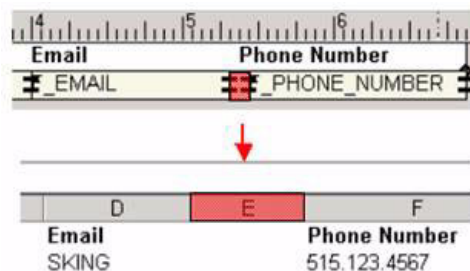 4 5 6
Email Phone Number
_EMAIL _PHONE_NUMBER
D E F
Email Phone Number
SKING 515.123.4567